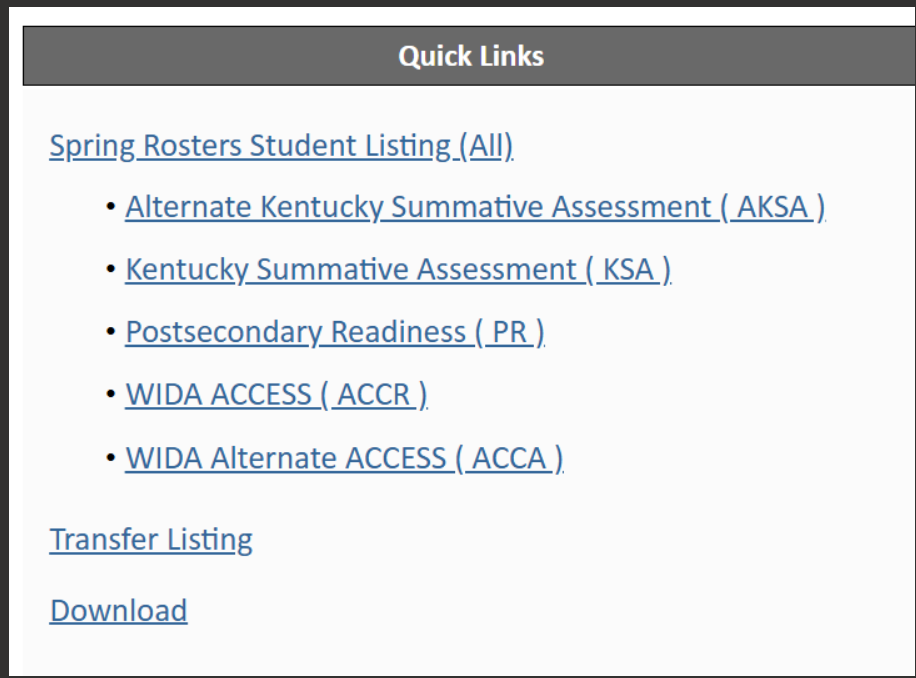 Quick Links
Spring Rosters Student Listing (All)
• Alternate Kentucky Summative Assessment ( AKSA )
• Kentucky Summative Assessment ( KSA )
• Postsecondary Readiness ( PR )
• WIDA ACCESS ( ACCR )
• WIDA Alternate ACCESS ( ACCA )
Transfer Listing
Download